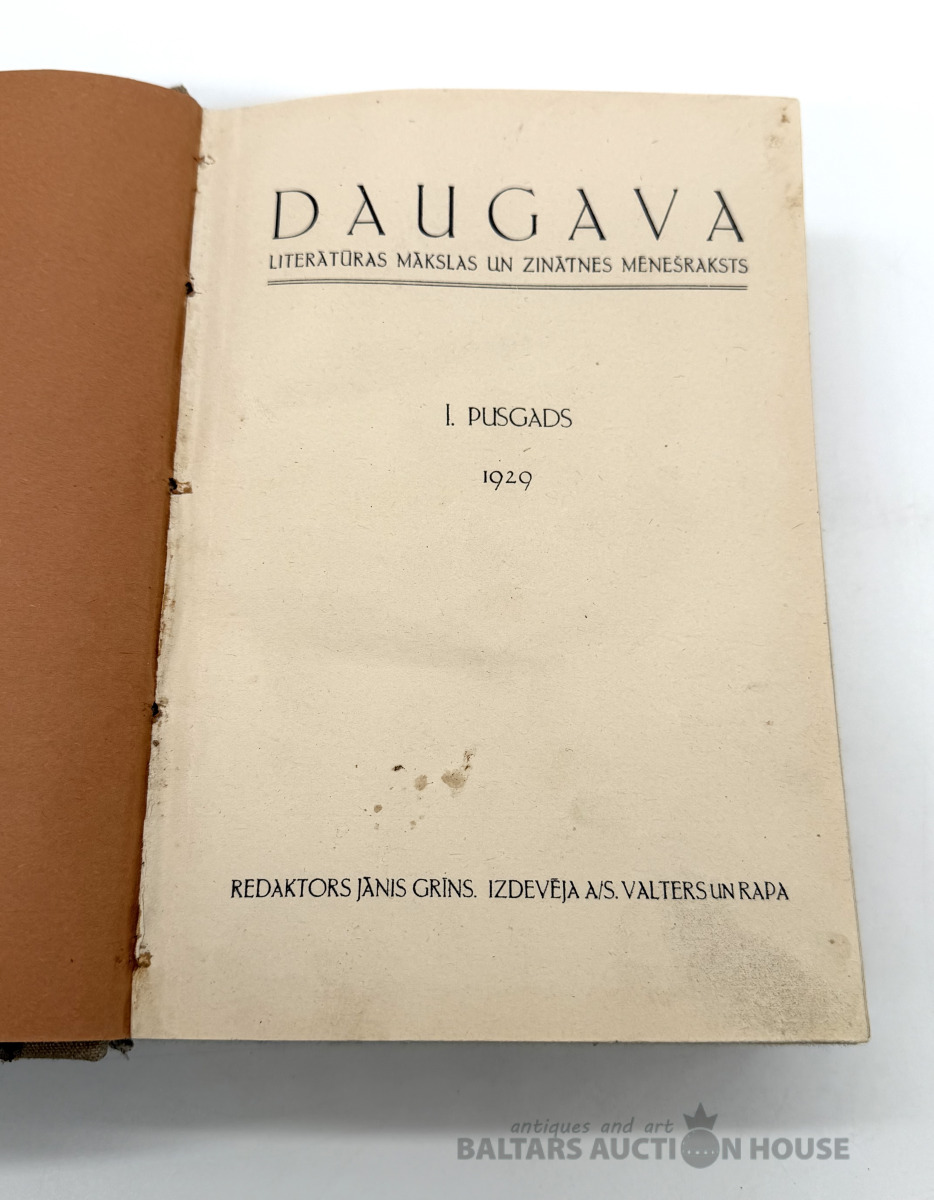 DAUGAVA
LITERĀTŪRAS MĀKSLAS UN ZINĀTNES MĒNEŠRAKSTS
I. PUSGADS
1929
REDAKTORS JĀNIS GRĪNS. IZDEVĒJA A/S. VALTERS UN RAPA
antiques and art
BALTARS AUCTION HOUSE